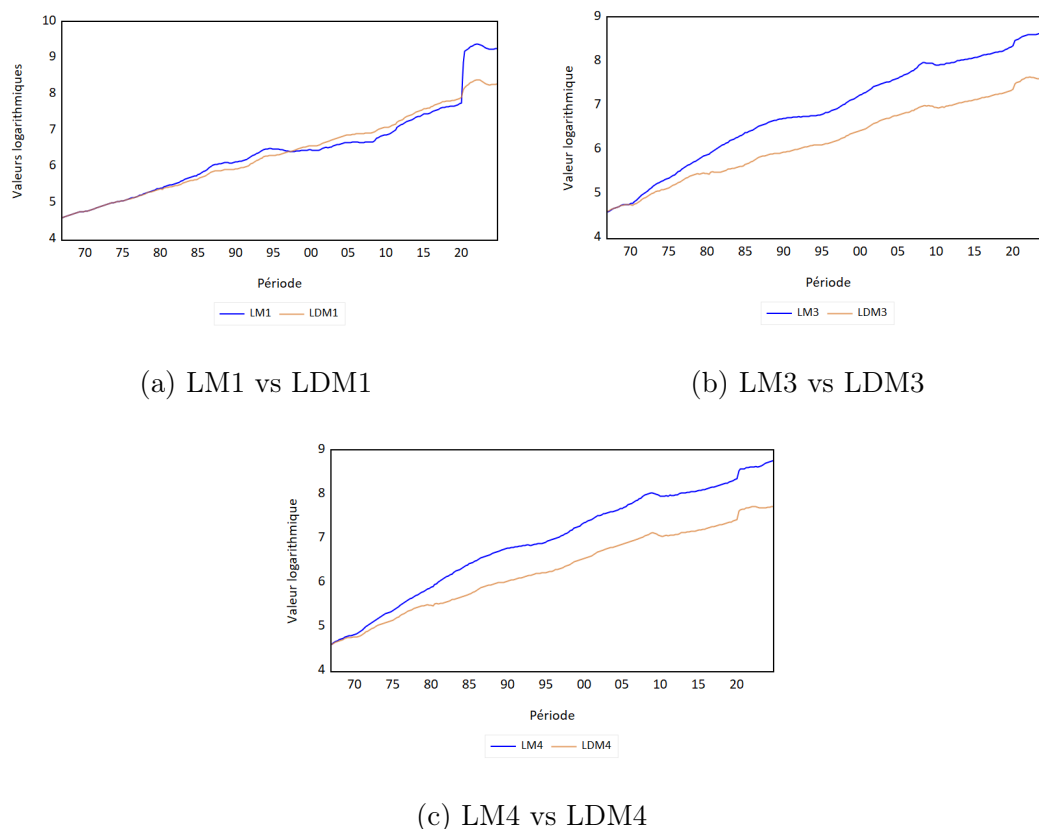 10
9
8
7
6
5
4
Valeurs logarithmiques
70 75 80 85 90 95 00 05 10 15 20
Période
LM1 LDM1
(a) LM1 vs LDM1
9
8
7
6
5
4
Valeur logarithmique
70 75 80 85 90 95 00 05 10 15 20
Période
LM3 LDM3
(b) LM3 vs LDM3
9
8
7
6
5
4
Valeur logarithmique
70 75 80 85 90 95 00 05 10 15 20
Période
LM4 LDM4
(c) LM4 vs LDM4